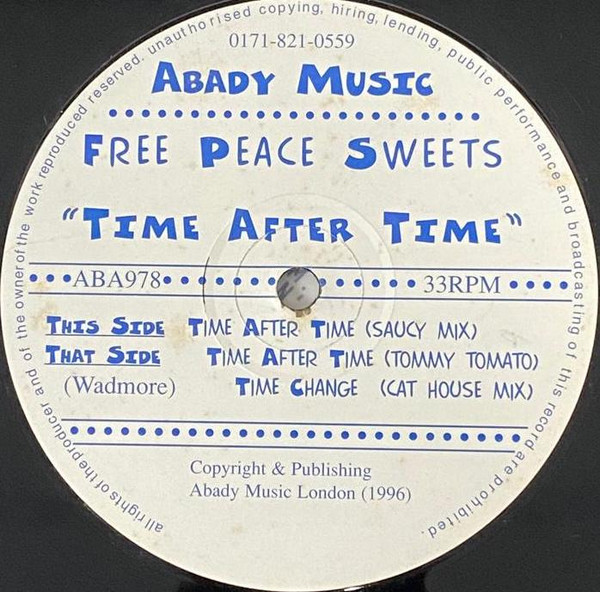 all rights of the producer and of the owner of the work reproduced reserved. unauthorised copying, hiring, lending, public performance and broadcasting of this record are prohibited.
0171-821-0559
ABADY MUSIC
FREE PEACE SWEETS
"TIME AFTER TIME"
ABA978 33RPM
THIS SIDE TIME AFTER TIME (SAUCY MIX)
THAT SIDE TIME AFTER TIME (TOMMY TOMATO)
(Wadmore) TIME CHANGE (CAT HOUSE MIX)
Copyright & Publishing
Abady Music London (1996)